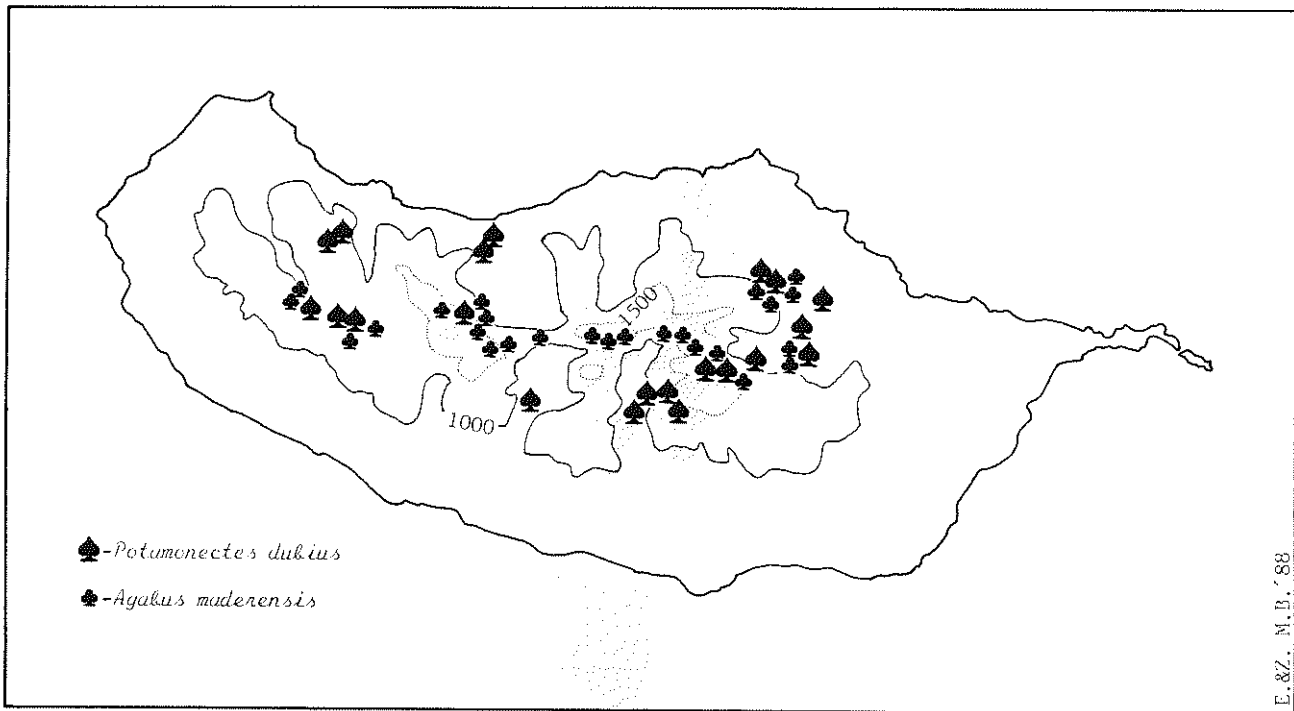 1500
1000
-Potamonectes dubius
-Agabus maderensis
E.&Z. M.B.´88